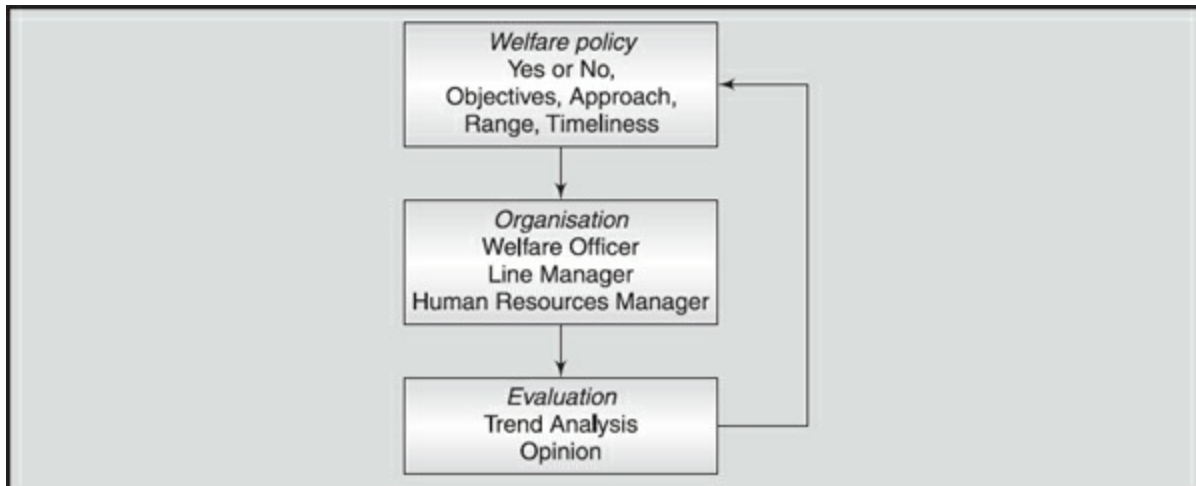 Welfare policy
Yes or No,
Objectives, Approach,
Range, Timeliness
Organisation
Welfare Officer
Line Manager
Human Resources Manager
Evaluation
Trend Analysis
Opinion